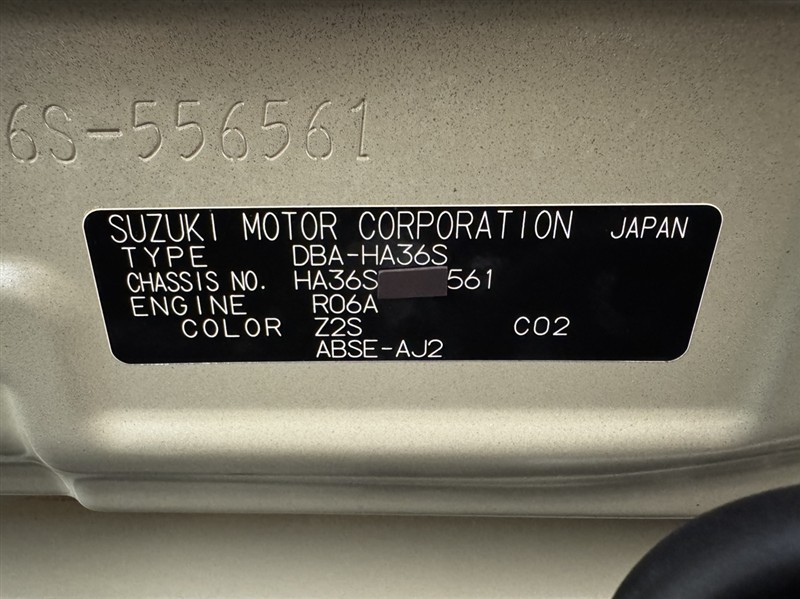 6S-556561
SUZUKI MOTOR CORPORATION JAPAN
TYPE DBA-HA36S
CHASSIS NO. HA36S 561
ENGINE R06A
COLOR Z2S C02
ABSE-AJ2